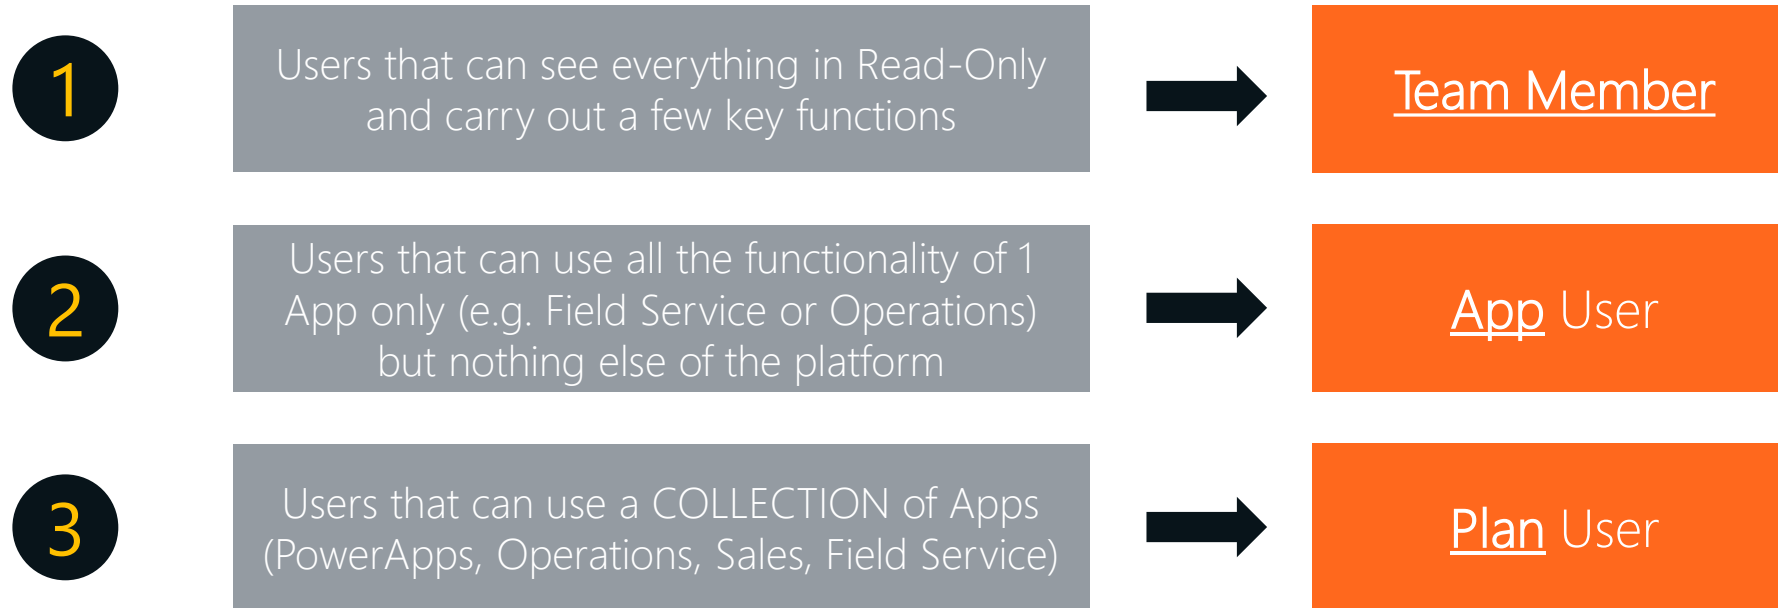 1
Users that can see everything in Read-Only
and carry out a few key functions
Team Member
2
Users that can use all the functionality of 1
App only (e.g. Field Service or Operations)
but nothing else of the platform
App User
3
Users that can use a COLLECTION of Apps
(PowerApps, Operations, Sales, Field Service)
Plan User